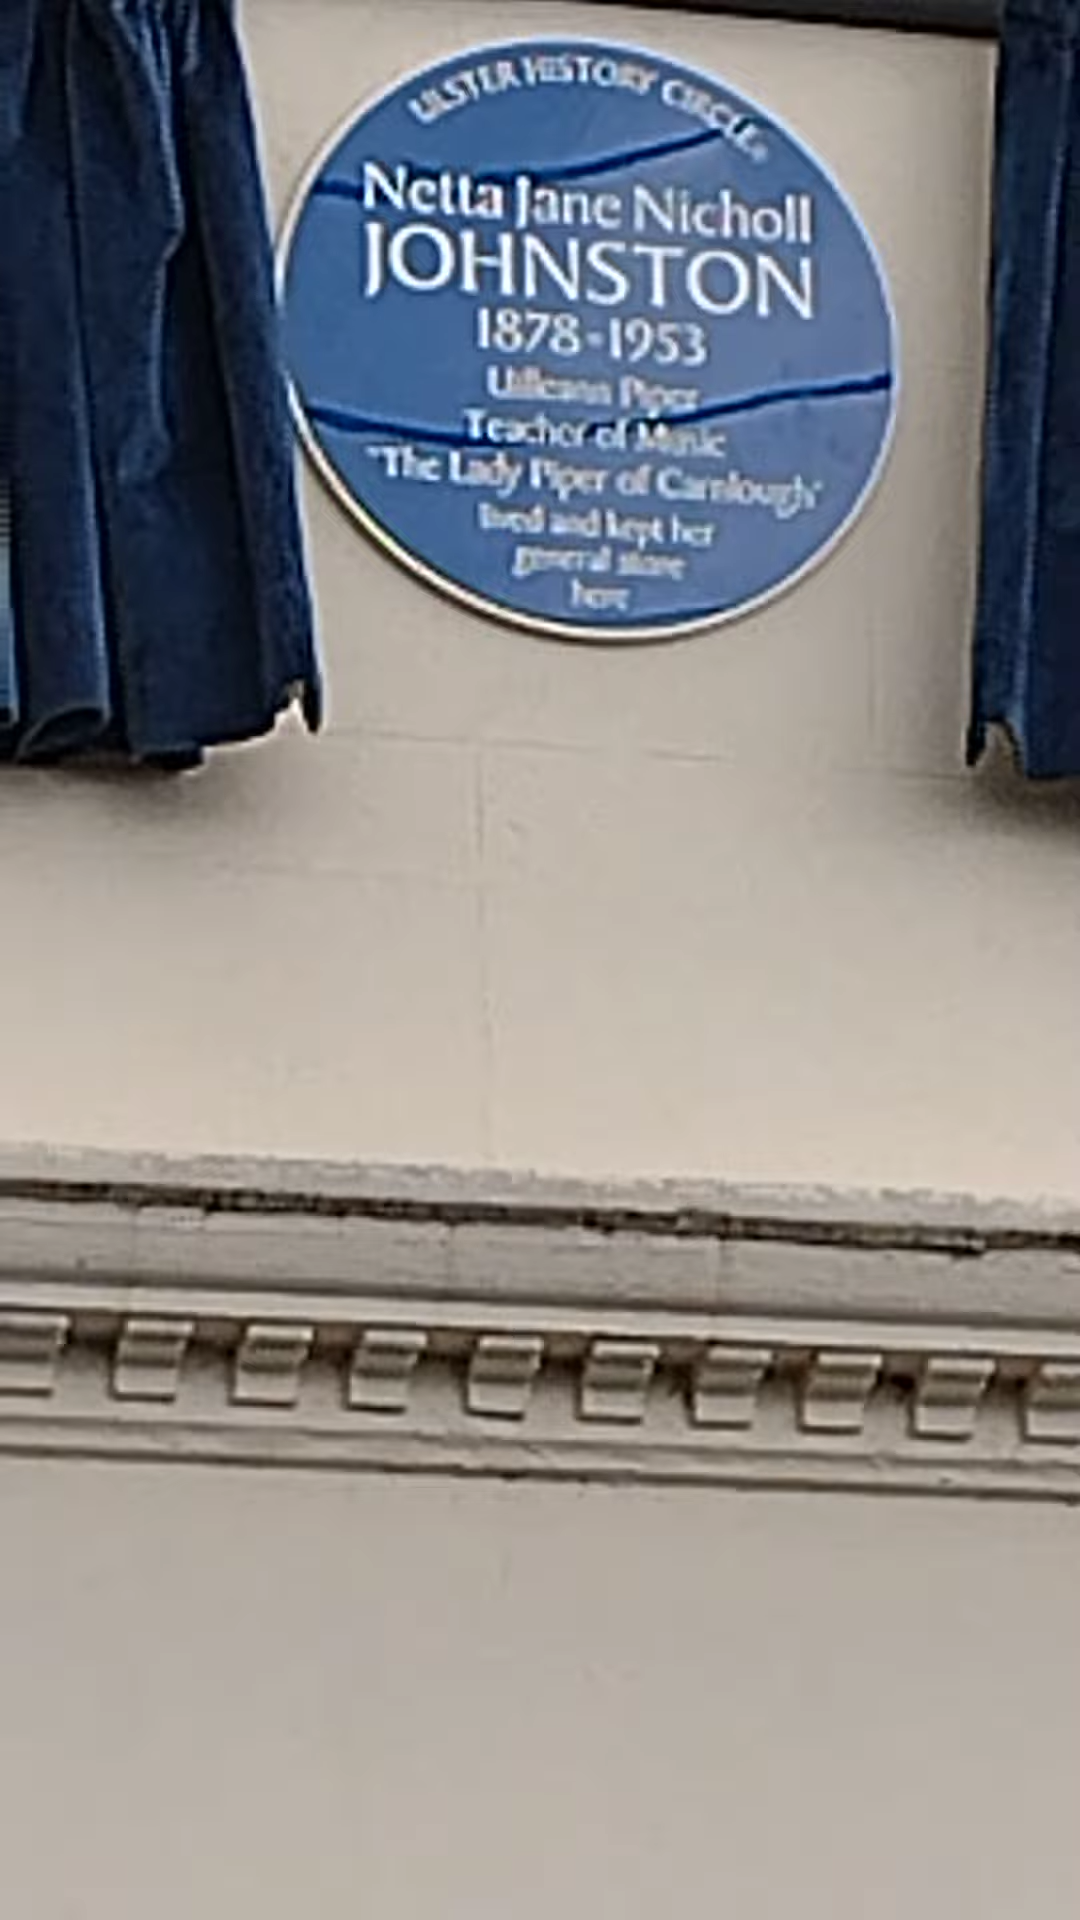 ULSTER HISTORY CIRCLE
Netta Jane Nicholl
JOHNSTON
1878-1953
Uilleann Piper
Teacher of Music
"The Lady Piper of Carnlough"
lived and kept her
general store
here